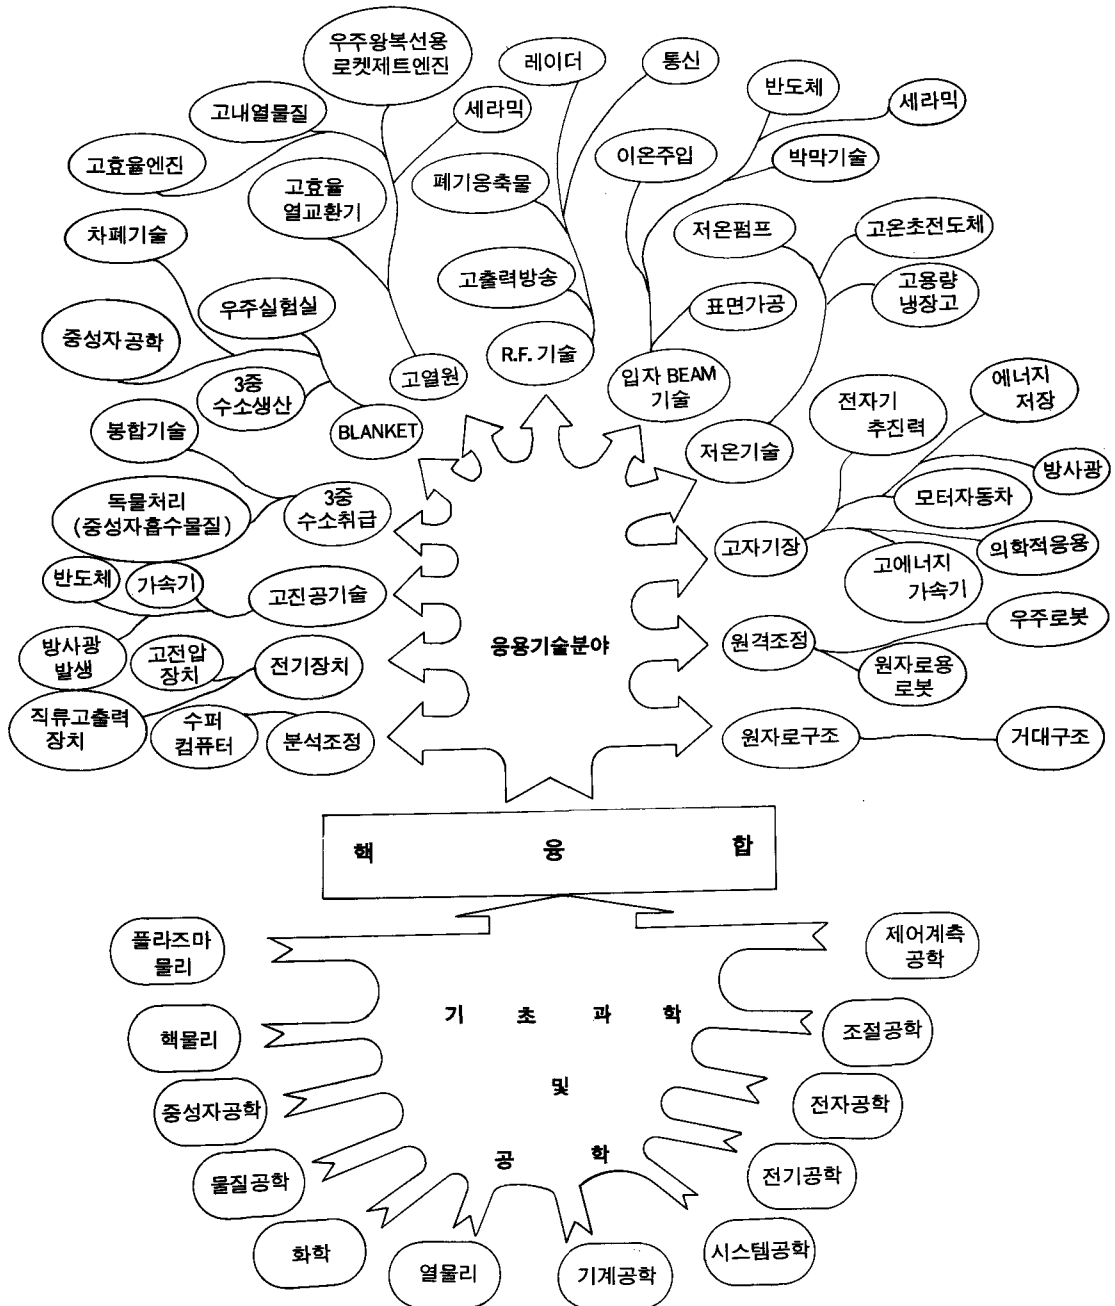 우주왕복선용
로켓제트엔진
레이더
통신
반도체
세라믹
고내열물질
세라믹
고효율엔진
고효율
열교환기
폐기응축물
이온주입
박막기술
차폐기술
저온펌프
고온초전도체
우주실험실
고출력방송
표면가공
고용량
냉장고
중성자공학
3중
수소생산
고열원
R.F. 기술
입자 BEAM
기술
전자기
추진력
에너지
저장
봉합기술
BLANKET
저온기술
방사광
독물처리
(중성자흡수물질)
3중
수소취급
모터자동차
고자기장
의학적응용
반도체
가속기
고진공기술
고에너지
가속기
우주로봇
방사광
발생
고전압
장치
전기장치
응용기술분야
원격조정
원자로용
로봇
직류고출력
장치
수퍼
컴퓨터
분석조정
원자로구조
거대구조
핵 융 합
플라즈마
물리
제어계측
공학
기 초 과 학
핵물리
조절공학
및
중성자공학
전자공학
공 학
물질공학
전기공학
화학
열물리
기계공학
시스템공학